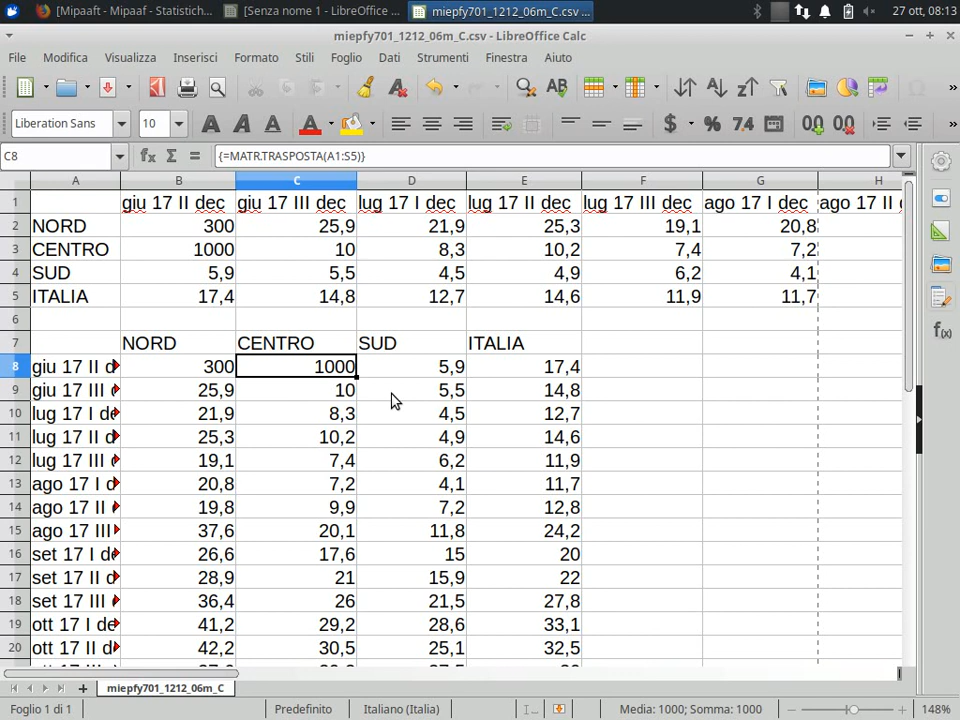 [Mipaaft - Mipaaf - Statistich...
[Senza nome 1 - LibreOffice ...
miepfy701_1212_06m_C.csv ...
27 ott, 08:13
miepfy701_1212_06m_C.csv - LibreOffice Calc
File Modifica Visualizza Inserisci Formato Stili Foglio Dati Strumenti Finestra Aiuto
Liberation Sans 10
C8 {=MATR.TRASPOSTA(A1:S5)}
A B C D E F G H
1 giu 17 II dec giu 17 III dec lug 17 I dec lug 17 II dec lug 17 III dec ago 17 I dec ago 17 II
2 NORD 300 25,9 21,9 25,3 19,1 20,8
3 CENTRO 1000 10 8,3 10,2 7,4 7,2
4 SUD 5,9 5,5 4,5 4,9 6,2 4,1
5 ITALIA 17,4 14,8 12,7 14,6 11,9 11,7
6
7 NORD CENTRO SUD ITALIA
8 giu 17 II d 300 1000 5,9 17,4
9 giu 17 III 25,9 10 5,5 14,8
10 lug 17 I de 21,9 8,3 4,5 12,7
11 lug 17 II d 25,3 10,2 4,9 14,6
12 lug 17 III 19,1 7,4 6,2 11,9
13 ago 17 I d 20,8 7,2 4,1 11,7
14 ago 17 II 19,8 9,9 7,2 12,8
15 ago 17 III 37,6 20,1 11,8 24,2
16 set 17 I de 26,6 17,6 15 20
17 set 17 II d 28,9 21 15,9 22
18 set 17 III 36,4 26 21,5 27,8
19 ott 17 I de 41,2 29,2 28,6 33,1
20 ott 17 II d 42,2 30,5 25,1 32,5
miepfy701_1212_06m_C
Foglio 1 di 1 Predefinito Italiano (Italia) Media: 1000; Somma: 1000 148%